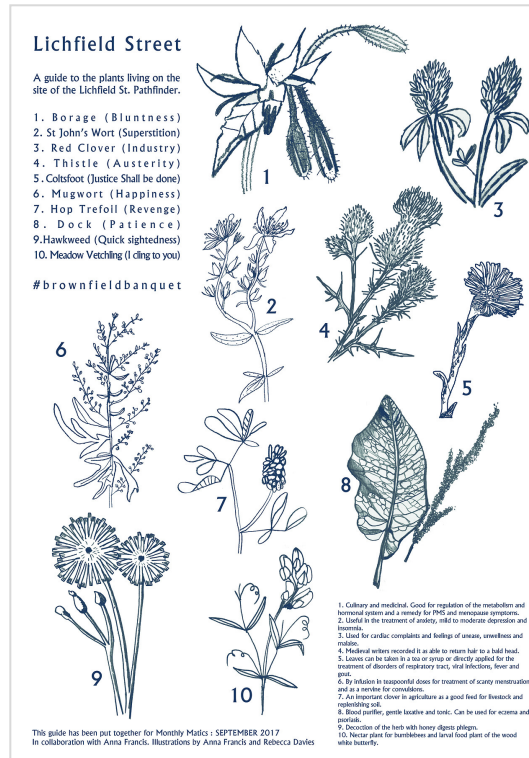 Lichfield Street
A guide to the plants living on the
site of the Lichfield St. Pathfinder.
1. Borage (Bluntness)
2. St John's Wort (Superstition)
3. Red Clover (Industry)
4. Thistle (Austerity)
5. Coltsfoot (Justice Shall be done)
6. Mugwort (Happiness)
7. Hop Trefoil (Revenge)
8. Dock (Patience)
9.Hawkweed (Quick sightedness)
10. Meadow Vetchling (I cling to you)
#brownfieldbanquet
1
3
2
4
5
6
7
8
9
10
1. Culinary and medicinal. Good for regulation of the metabolism and
hormonal system and a remedy for PMS and menopause symptoms.
2. Useful in the treatment of anxiety, mild to moderate depression and
insomnia.
3. Used for cardiac complaints and feelings of unease, unwellness and
malaise.
4. Medieval writers recorded it as able to return hair to a bald head.
5. Leaves can be taken in a tea or syrup or directly applied for the
treatment of disorders of respiratory tract, viral infections, fever and
gout.
6. By infusion in teaspoonful doses for treatment of scanty menstruation
and as a nervine for convulsions.
7. An important clover in agriculture as a good feed for livestock and
replenishing soil.
8. Blood purifier, gentle laxative and tonic. Can be used for eczema and
psoriasis.
9. Decoction of the herb with honey digests phlegm.
10. Nectar plant for bumblebees and larval food plant of the wood
white butterfly.
This guide has been put together for Monthly Matics : SEPTEMBER 2017
In collaboration with Anna Francis. Illustrations by Anna Francis and Rebecca Davies